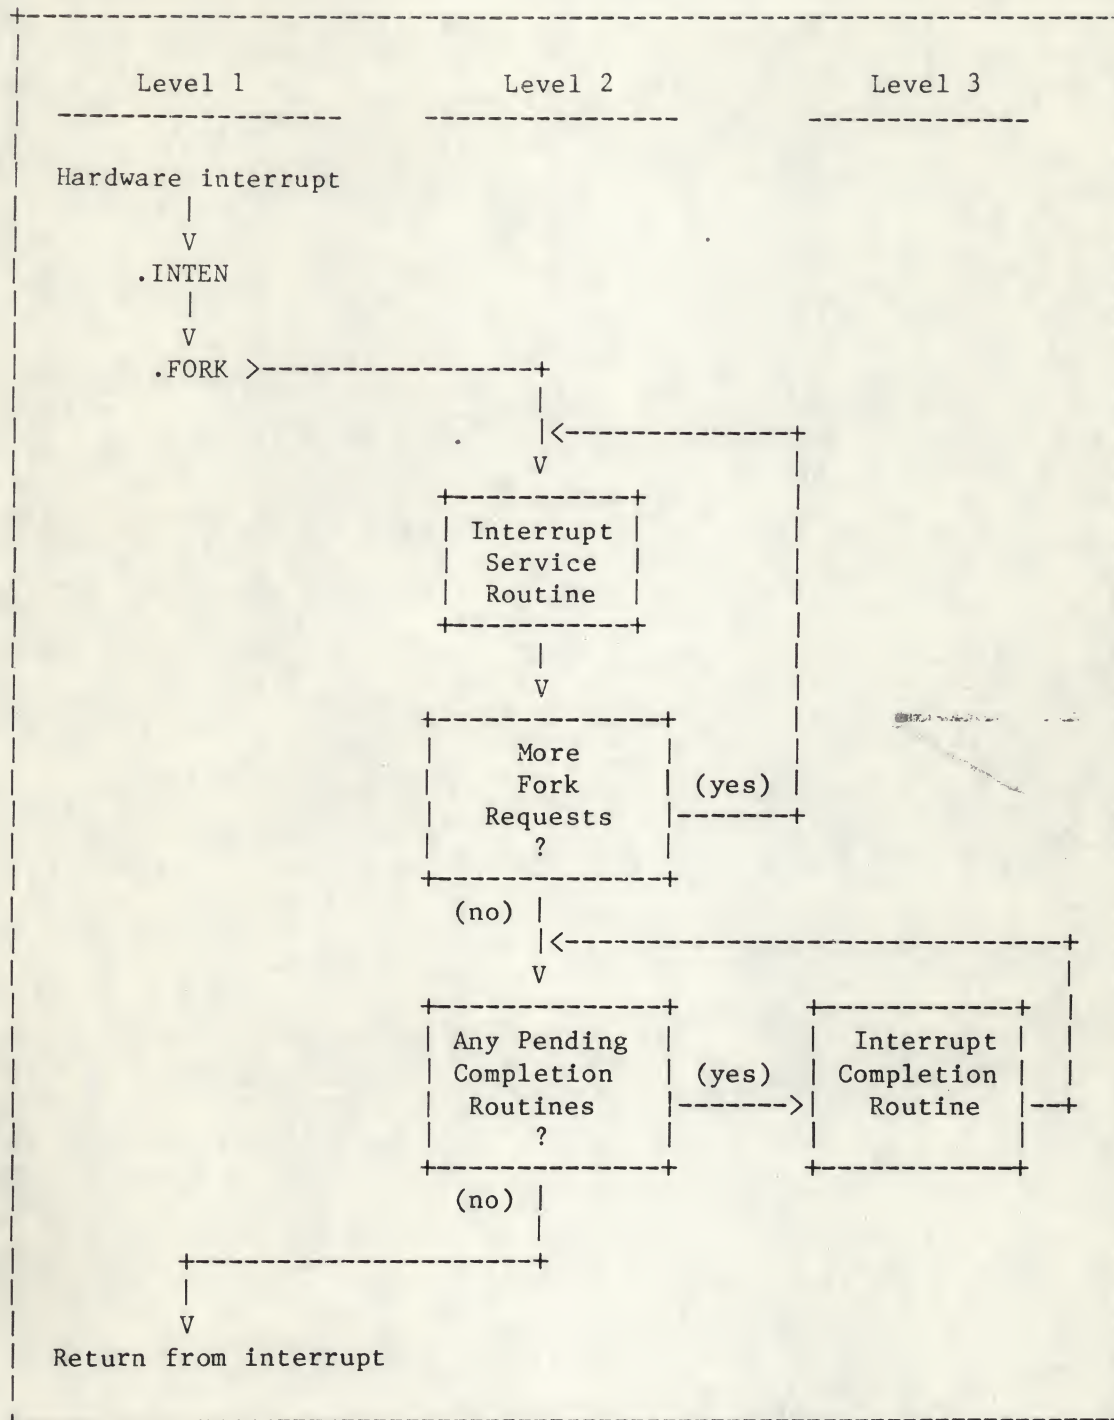 Level 1 Level 2 Level 3
Hardware interrupt
.INTEN
.FORK
Interrupt
Service
Routine
More
Fork
(yes)
Requests
?
(no)
Any Pending
Completion
(yes)
Routines
?
Interrupt
Completion
Routine
(no)
Return from interrupt